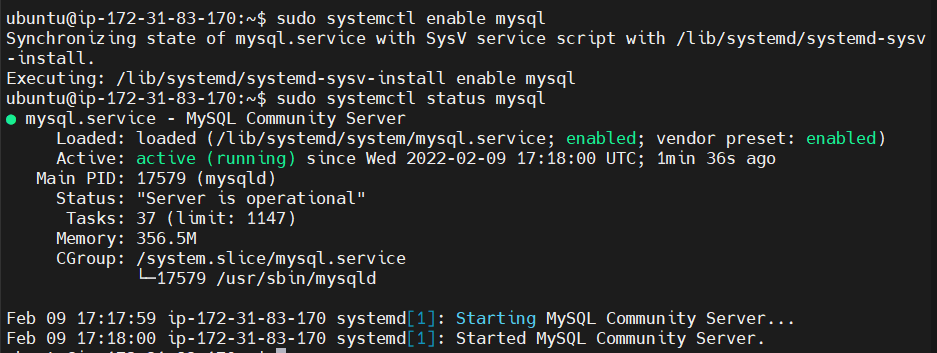 ubuntu@ip-172-31-83-170:~$ sudo systemctl enable mysql
Synchronizing state of mysql.service with SysV service script with /lib/systemd/systemd-sysv
-install.
Executing: /lib/systemd/systemd-sysv-install enable mysql
ubuntu@ip-172-31-83-170:~$ sudo systemctl status mysql
● mysql.service - MySQL Community Server
     Loaded: loaded (/lib/systemd/system/mysql.service; enabled; vendor preset: enabled)
     Active: active (running) since Wed 2022-02-09 17:18:00 UTC; 1min 36s ago
   Main PID: 17579 (mysqld)
     Status: "Server is operational"
      Tasks: 37 (limit: 1147)
     Memory: 356.5M
     CGroup: /system.slice/mysql.service
             └─17579 /usr/sbin/mysqld

Feb 09 17:17:59 ip-172-31-83-170 systemd[1]: Starting MySQL Community Server...
Feb 09 17:18:00 ip-172-31-83-170 systemd[1]: Started MySQL Community Server.